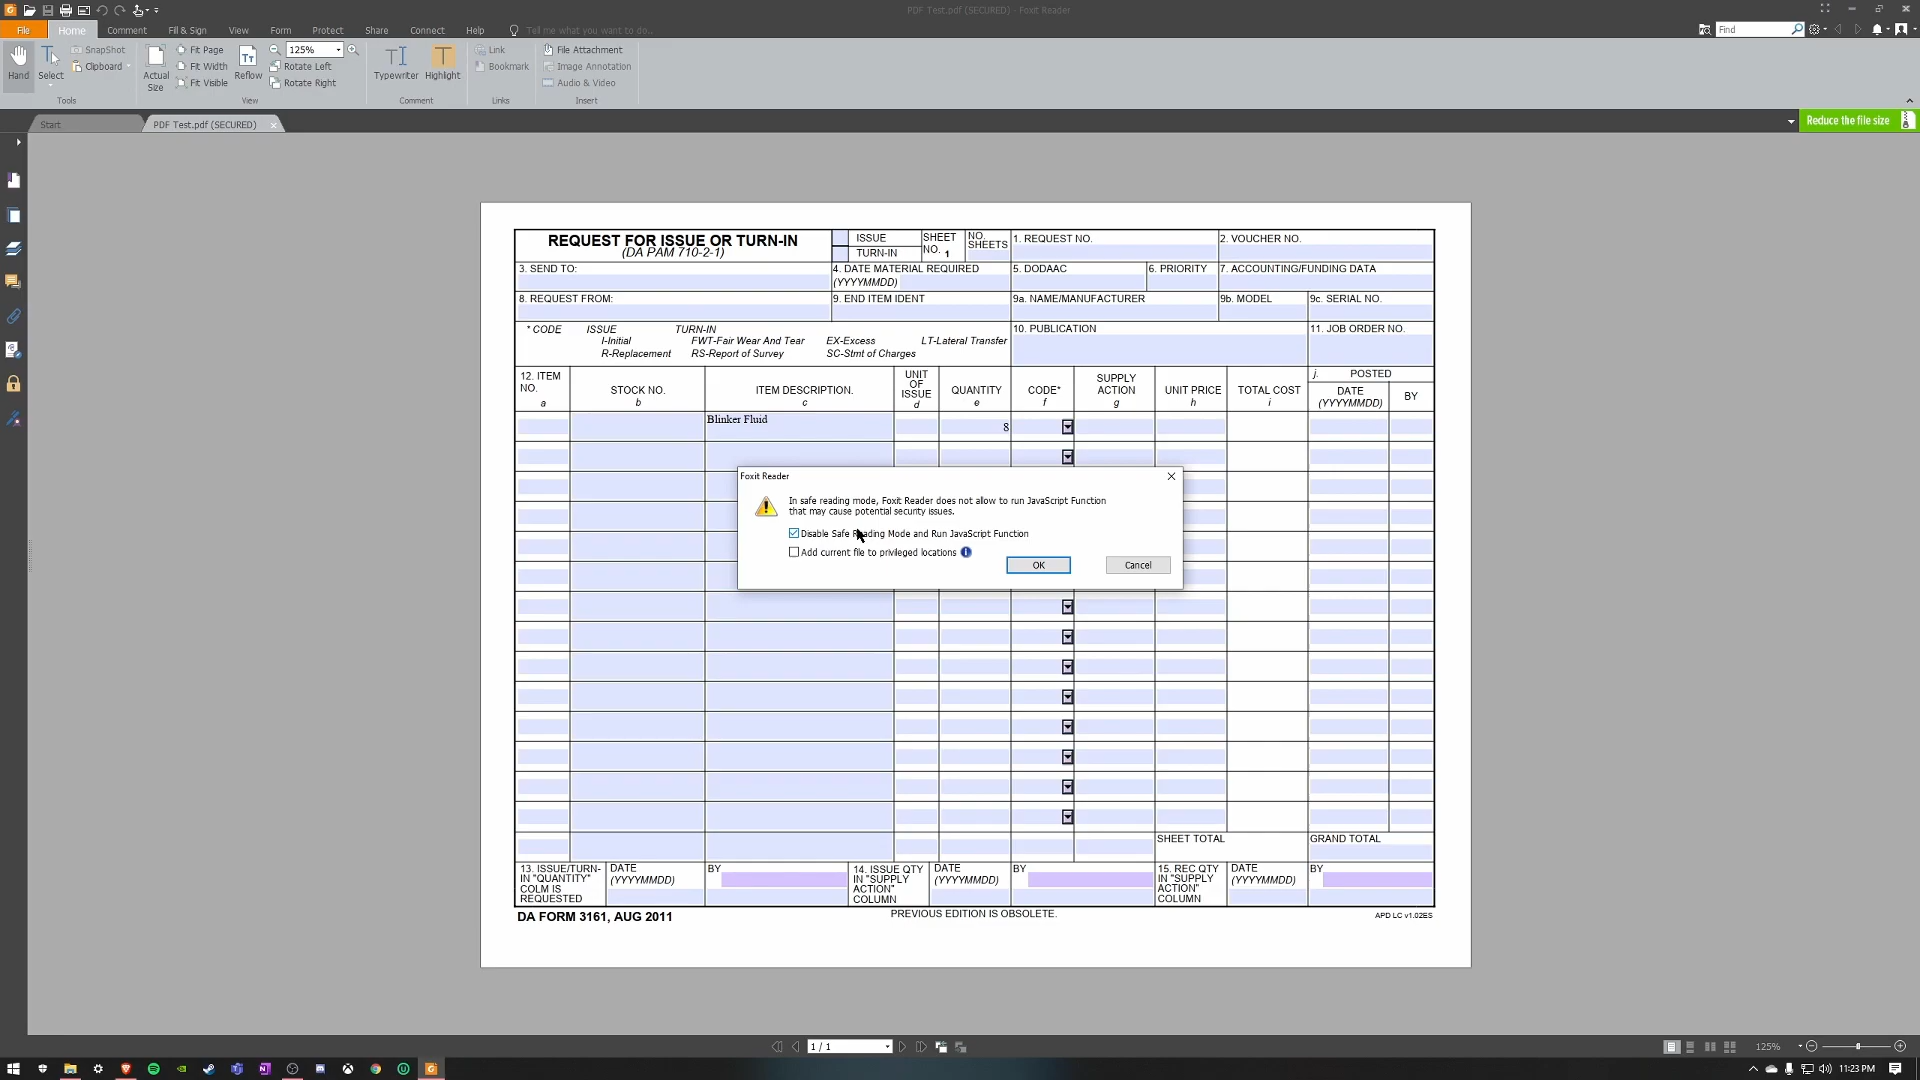 PDF Test.pdf (SECURED) - Foxit Reader
File Home Comment Fill & Sign View Form Protect Share Connect Help Tell me what you want to do... Find
SnapShot
Clipboard
Hand Select
Tools
Actual Size
Fit Page
Fit Width
Fit Visible
Reflow
125%
Rotate Left
Rotate Right
View
Typewriter Highlight
Comment
Link
Bookmark
Links
File Attachment
Image Annotation
Audio & Video
Insert
Start PDF Test.pdf (SECURED) Reduce the file size
REQUEST FOR ISSUE OR TURN-IN
(DA PAM 710-2-1)
ISSUE
TURN-IN
SHEET
NO. 1
NO.
SHEETS
1. REQUEST NO.
2. VOUCHER NO.
3. SEND TO:
4. DATE MATERIAL REQUIRED
(YYYYMMDD)
5. DODAAC
6. PRIORITY
7. ACCOUNTING/FUNDING DATA
8. REQUEST FROM:
9. END ITEM IDENT
9a. NAME/MANUFACTURER
9b. MODEL
9c. SERIAL NO.
* CODE ISSUE TURN-IN
I-Initial FWT-Fair Wear And Tear EX-Excess LT-Lateral Transfer
R-Replacement RS-Report of Survey SC-Stmt of Charges
10. PUBLICATION
11. JOB ORDER NO.
12. ITEM
NO.
a
STOCK NO.
b
ITEM DESCRIPTION.
c
UNIT
OF
ISSUE
d
QUANTITY
e
CODE*
f
SUPPLY
ACTION
g
UNIT PRICE
h
TOTAL COST
i
j. POSTED
DATE
(YYYYMMDD)
BY
Blinker Fluid 8
Foxit Reader
In safe reading mode, Foxit Reader does not allow to run JavaScript Function
that may cause potential security issues.
Disable Safe Reading Mode and Run JavaScript Function
Add current file to privileged locations
OK Cancel
SHEET TOTAL GRAND TOTAL
13. ISSUE/TURN-
IN "QUANTITY"
COLM IS
REQUESTED
DATE
(YYYYMMDD)
BY
14. ISSUE QTY
IN "SUPPLY
ACTION"
COLUMN
DATE
(YYYYMMDD)
BY
15. REC QTY
IN "SUPPLY
ACTION"
COLUMN
DATE
(YYYYMMDD)
BY
DA FORM 3161, AUG 2011 PREVIOUS EDITION IS OBSOLETE. APD LC v1.02ES
1 / 1 125%
11:23 PM